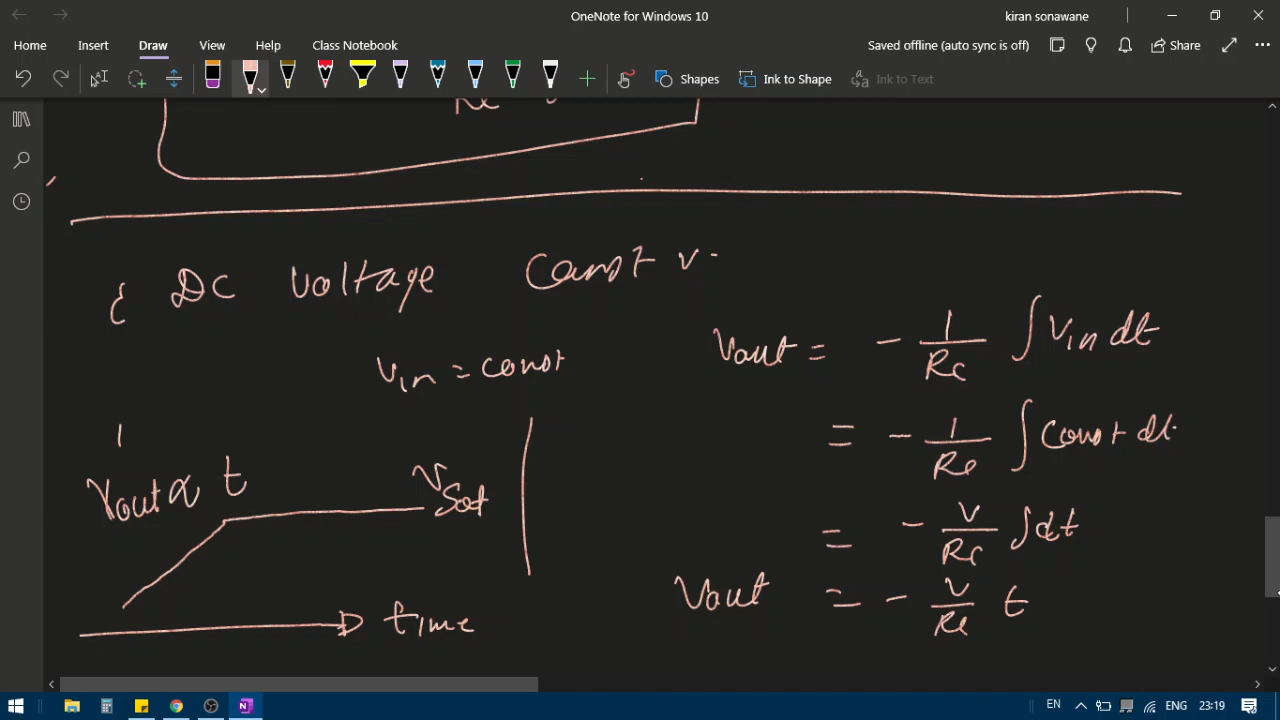 OneNote for Windows 10
kiran sonawane
Home Insert Draw View Help Class Notebook
Saved offline (auto sync is off) Share
Shapes Ink to Shape Ink to Text
Rc
DC voltage const v
Vin = const
Vout = - 1/Rc ∫ Vin dt
= - 1/Rc ∫ const dt
Vout α t
Vsat
= - V/Rc ∫ dt
Vout = - V/Rc t
time
EN ENG 23:19